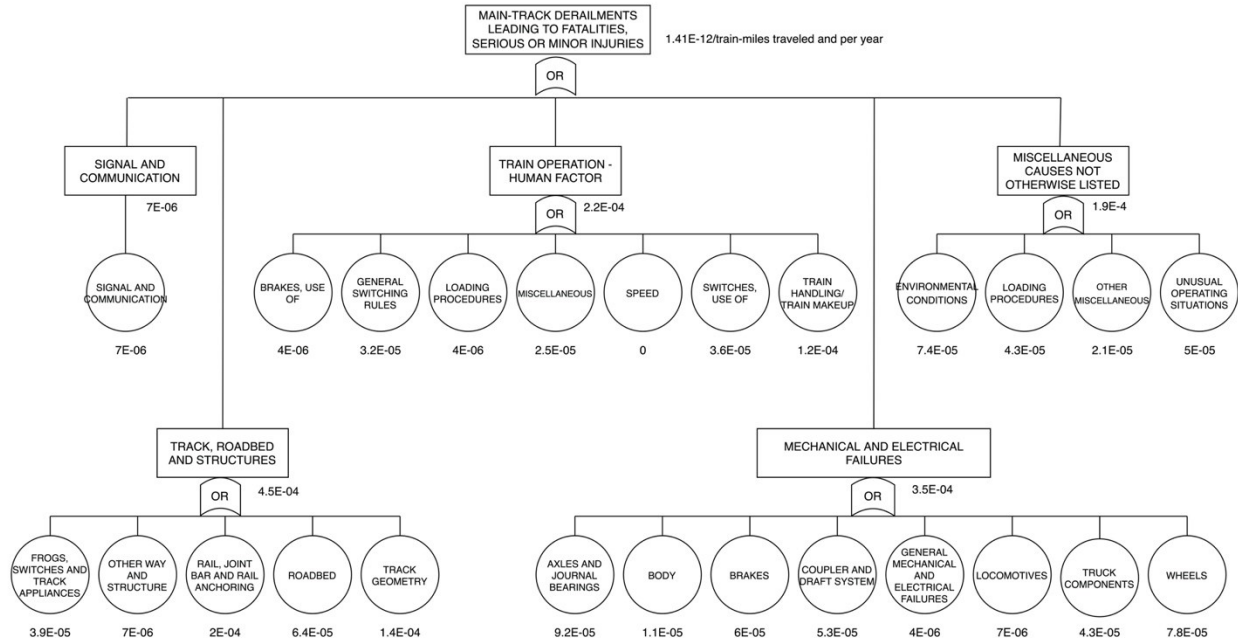 MAIN-TRACK DERAILMENTS
LEADING TO FATALITIES,
SERIOUS OR MINOR INJURIES
1.41E-12/train-miles traveled and per year
OR
SIGNAL AND
COMMUNICATION
7E-06
TRAIN OPERATION -
HUMAN FACTOR
2.2E-04
OR
MISCELLANEOUS
CAUSES NOT
OTHERWISE LISTED
1.9E-4
OR
SIGNAL AND
COMMUNICATION
7E-06
BRAKES, USE
OF
4E-06
GENERAL
SWITCHING
RULES
3.2E-05
LOADING
PROCEDURES
4E-06
MISCELLANEOUS
2.5E-05
SPEED
0
SWITCHES,
USE OF
3.6E-05
TRAIN
HANDLING/
TRAIN MAKEUP
1.2E-04
ENVIRONMENTAL
CONDITIONS
7.4E-05
LOADING
PROCEDURES
4.3E-05
OTHER
MISCELLANEOUS
2.1E-05
UNUSUAL
OPERATING
SITUATIONS
5E-05
TRACK, ROADBED
AND STRUCTURES
4.5E-04
OR
MECHANICAL AND ELECTRICAL
FAILURES
3.5E-04
OR
FROGS,
SWITCHES AND
TRACK
APPLIANCES
3.9E-05
OTHER WAY
AND
STRUCTURE
7E-06
RAIL, JOINT
BAR AND RAIL
ANCHORING
2E-04
ROADBED
6.4E-05
TRACK
GEOMETRY
1.4E-04
AXLES AND
JOURNAL
BEARINGS
9.2E-05
BODY
1.1E-05
BRAKES
6E-05
COUPLER AND
DRAFT SYSTEM
5.3E-05
GENERAL
MECHANICAL
AND
ELECTRICAL
FAILURES
4E-06
LOCOMOTIVES
7E-06
TRUCK
COMPONENTS
4.3E-05
WHEELS
7.8E-05